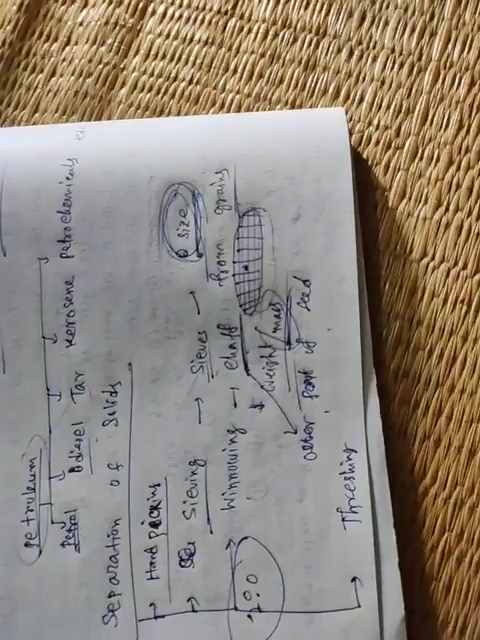 Petroleum
Petrol diesel Tar Kerosene Petrochemicals
Separation of Solids
→ Hand picking
→ Sieving → Sieves → size
Winnowing → Chaff from grains
↓ weight/mass
outer part of seed
→ Threshing